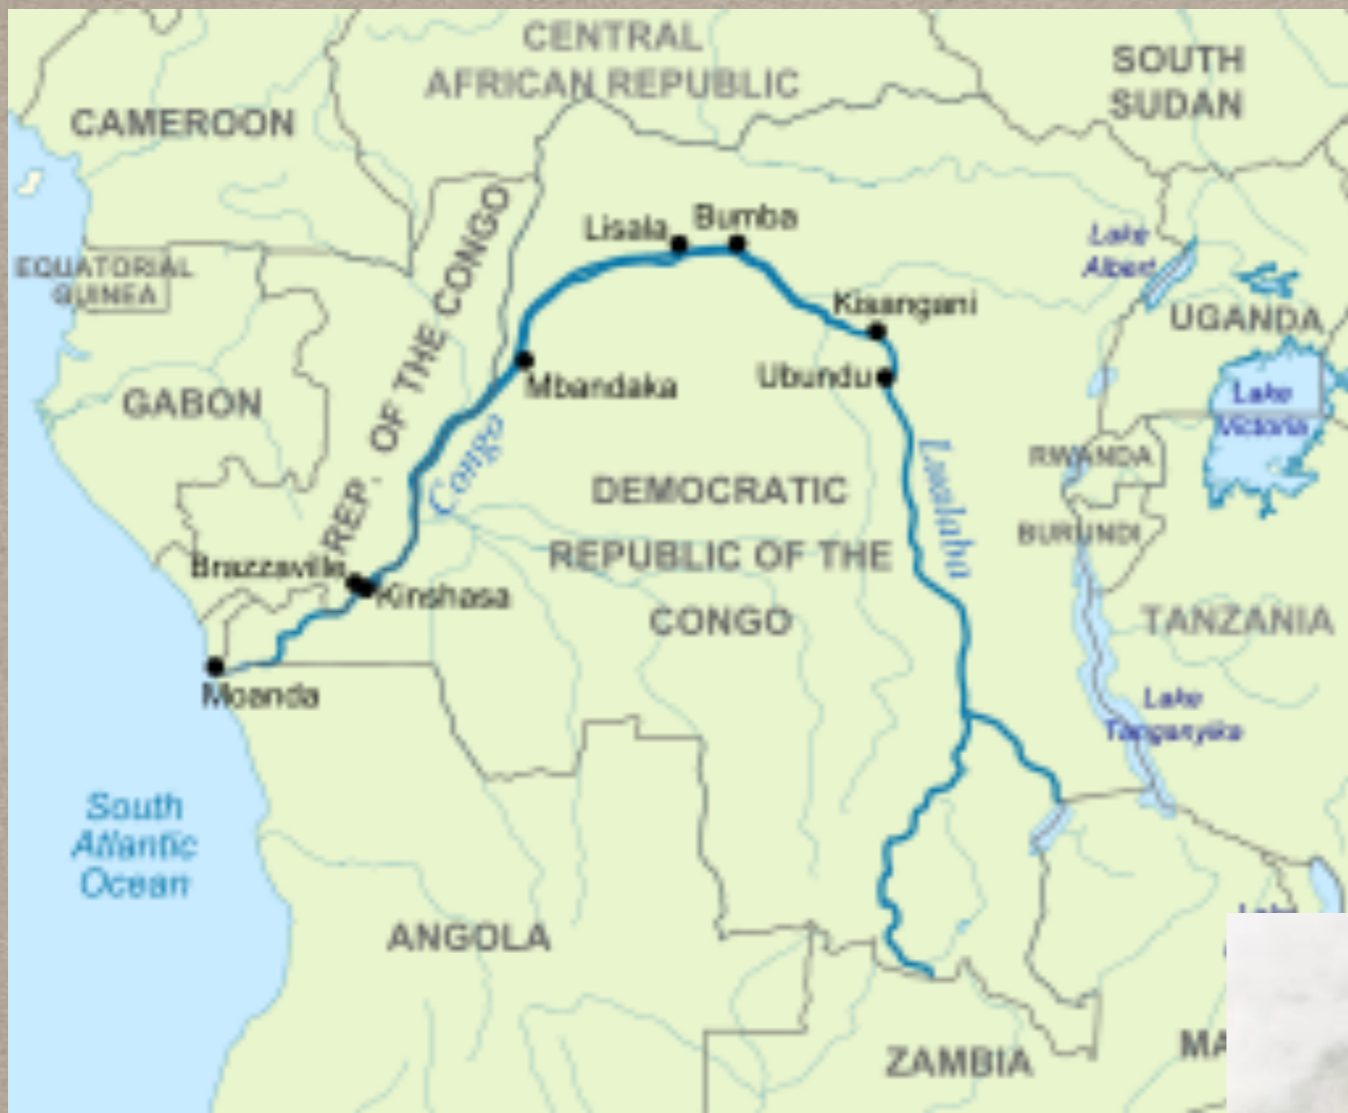 CENTRAL
AFRICAN REPUBLIC
SOUTH
SUDAN
CAMEROON
Lisala
Bumba
Lake
Albert
EQUATORIAL
GUINEA
REP. OF THE CONGO
Kisangani
UGANDA
GABON
Mbandaka
Ubundu
Lake
Victoria
Congo
Lualaba
RWANDA
DEMOCRATIC
REPUBLIC OF THE
CONGO
BURUNDI
Brazzaville
Kinshasa
TANZANIA
Moanda
Lake
Tanganyika
South
Atlantic
Ocean
ANGOLA
Lake
ZAMBIA
MA